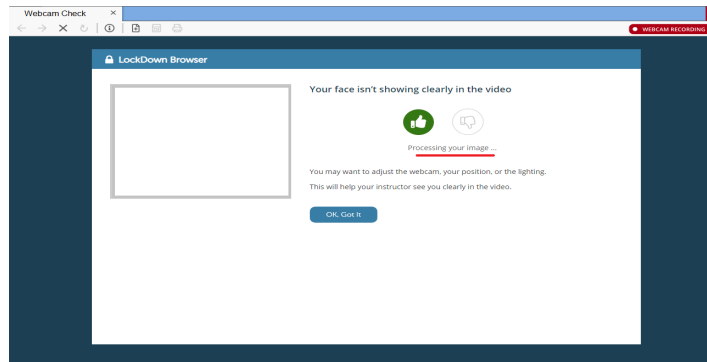 Webcam Check
WEBCAM RECORDING
LockDown Browser
Your face isn't showing clearly in the video
Processing your image ...
You may want to adjust the webcam, your position, or the lighting.
This will help your instructor see you clearly in the video.
OK, Got It